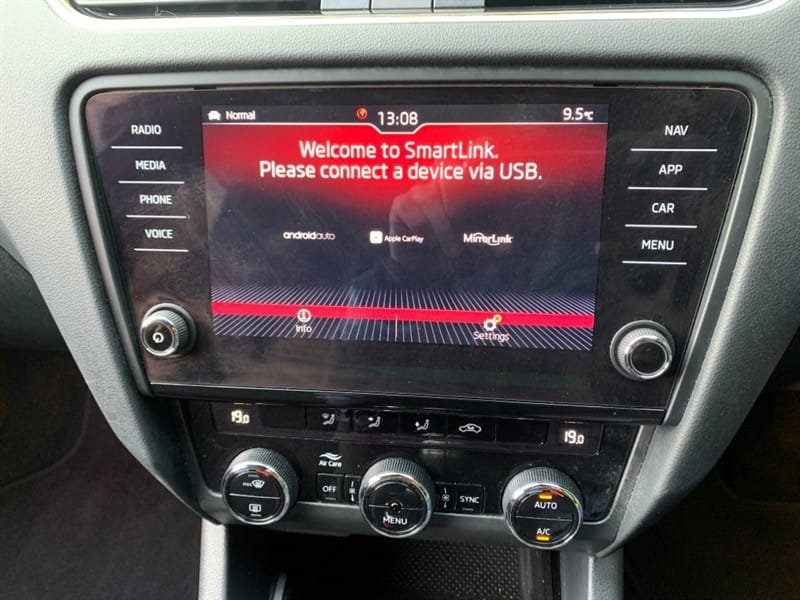 Normal
13:08
9.5°C
RADIO
MEDIA
PHONE
VOICE
Welcome to SmartLink.
Please connect a device via USB.
androidauto
Apple CarPlay
MirrorLink
Info
Settings
NAV
APP
CAR
MENU
19.0
19.0
Air Care
MAX
OFF
MENU
SYNC
AUTO
A/C